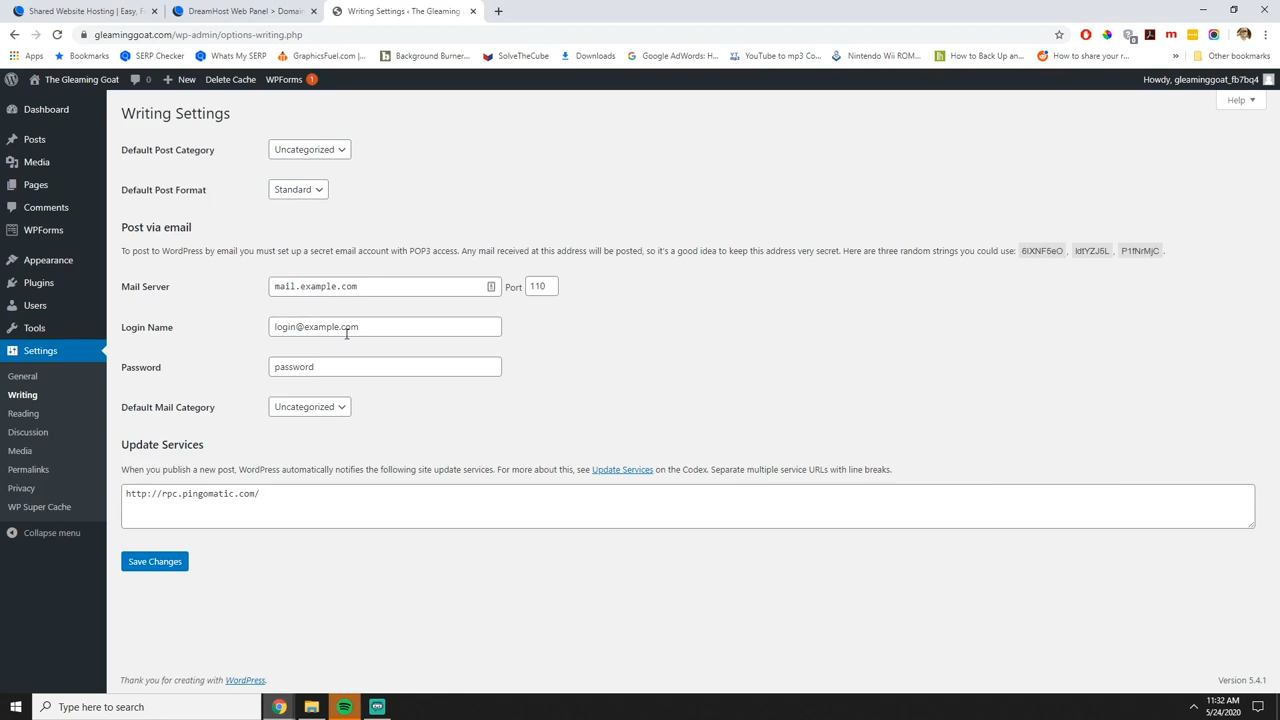 Shared Website Hosting | Easy, F
DreamHost Web Panel > Domain
Writing Settings ‹ The Gleaming
gleaminggoat.com/wp-admin/options-writing.php
Apps
Bookmarks
SERP Checker
Whats My SERP
GraphicsFuel.com |...
Background Burner...
SolveTheCube
Downloads
Google AdWords: K...
YouTube to mp3 Co...
Nintendo Wii ROM...
How to Back Up an...
How to share your r...
»
Other bookmarks
The Gleaming Goat
0
+ New
Delete Cache
WPForms 1
Howdy, gleaminggoat_fb7bq4
Help
Dashboard
Posts
Media
Pages
Comments
WPForms
Appearance
Plugins
Users
Tools
Settings
General
Writing
Reading
Discussion
Media
Permalinks
Privacy
WP Super Cache
Collapse menu
Writing Settings
Default Post Category
Uncategorized
Default Post Format
Standard
Post via email
To post to WordPress by email you must set up a secret email account with POP3 access. Any mail received at this address will be posted, so it's a good idea to keep this address very secret. Here are three random strings you could use: 6IXNF5eO , IdtYZJ5L , P1fNrMjC .
Mail Server
mail.example.com
Port
110
Login Name
login@example.com
Password
password
Default Mail Category
Uncategorized
Update Services
When you publish a new post, WordPress automatically notifies the following site update services. For more about this, see Update Services on the Codex. Separate multiple service URLs with line breaks.
http://rpc.pingomatic.com/
Save Changes
Thank you for creating with WordPress.
Version 5.4.1
Type here to search
11:32 AM
5/24/2020